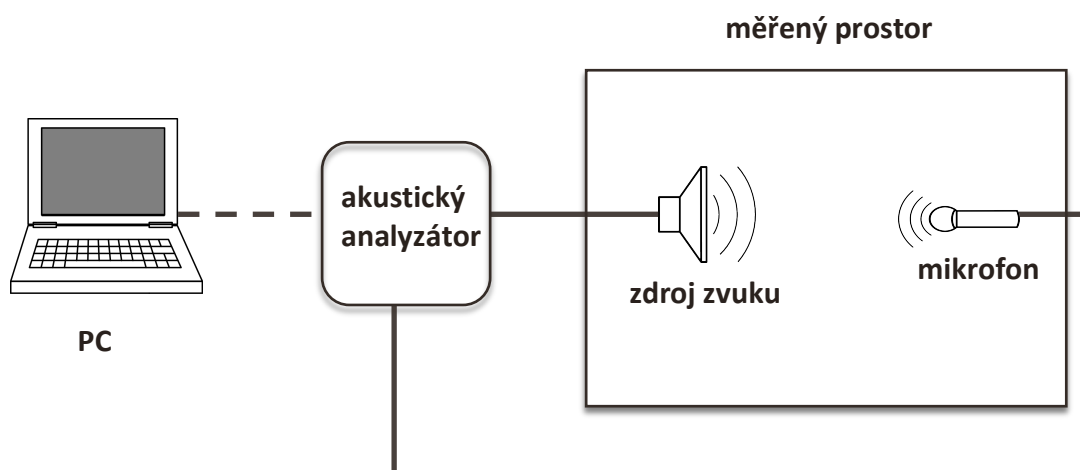 měřený prostor
akustický
analyzátor
zdroj zvuku
mikrofon
PC